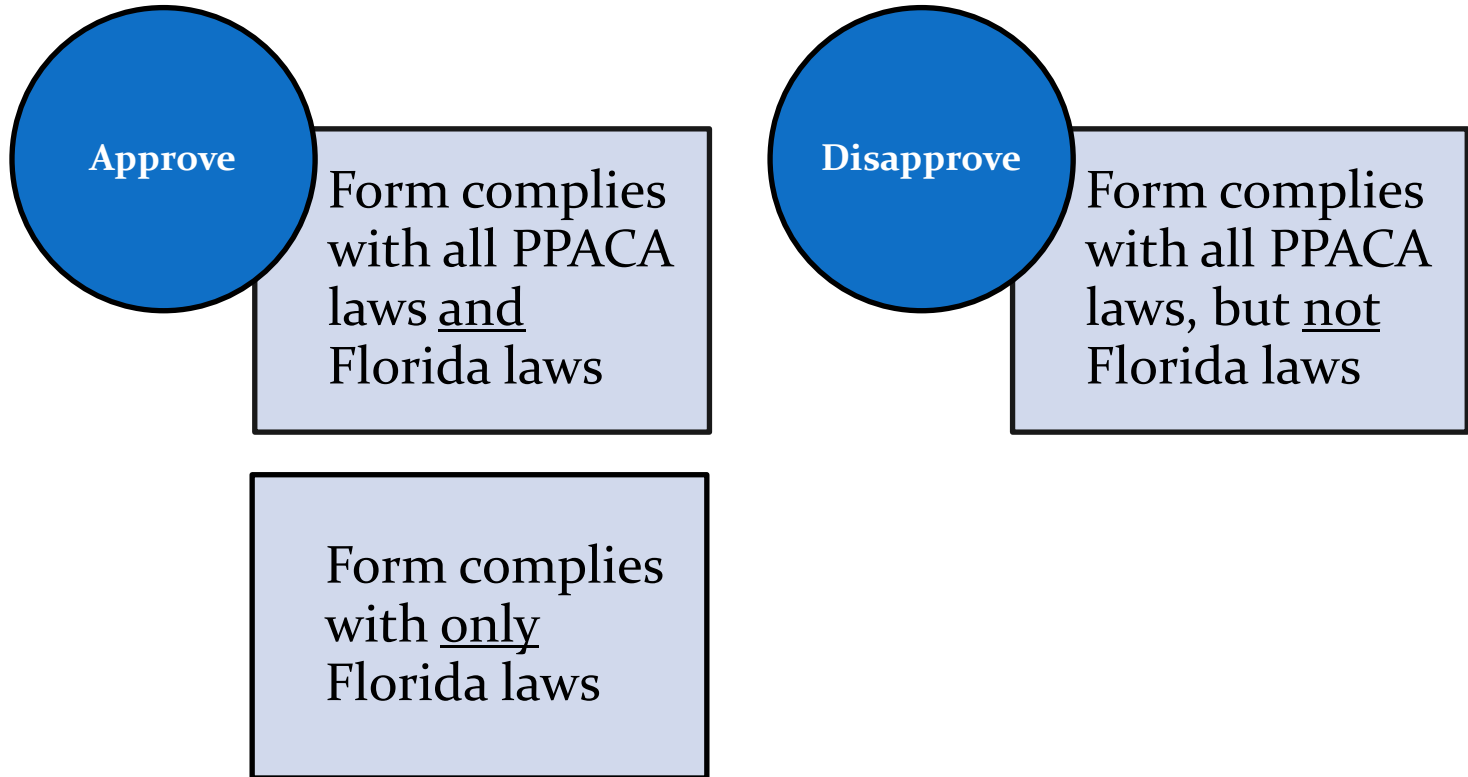 Approve
Form complies
with all PPACA
laws and
Florida laws
Form complies
with only
Florida laws
Disapprove
Form complies
with all PPACA
laws, but not
Florida laws